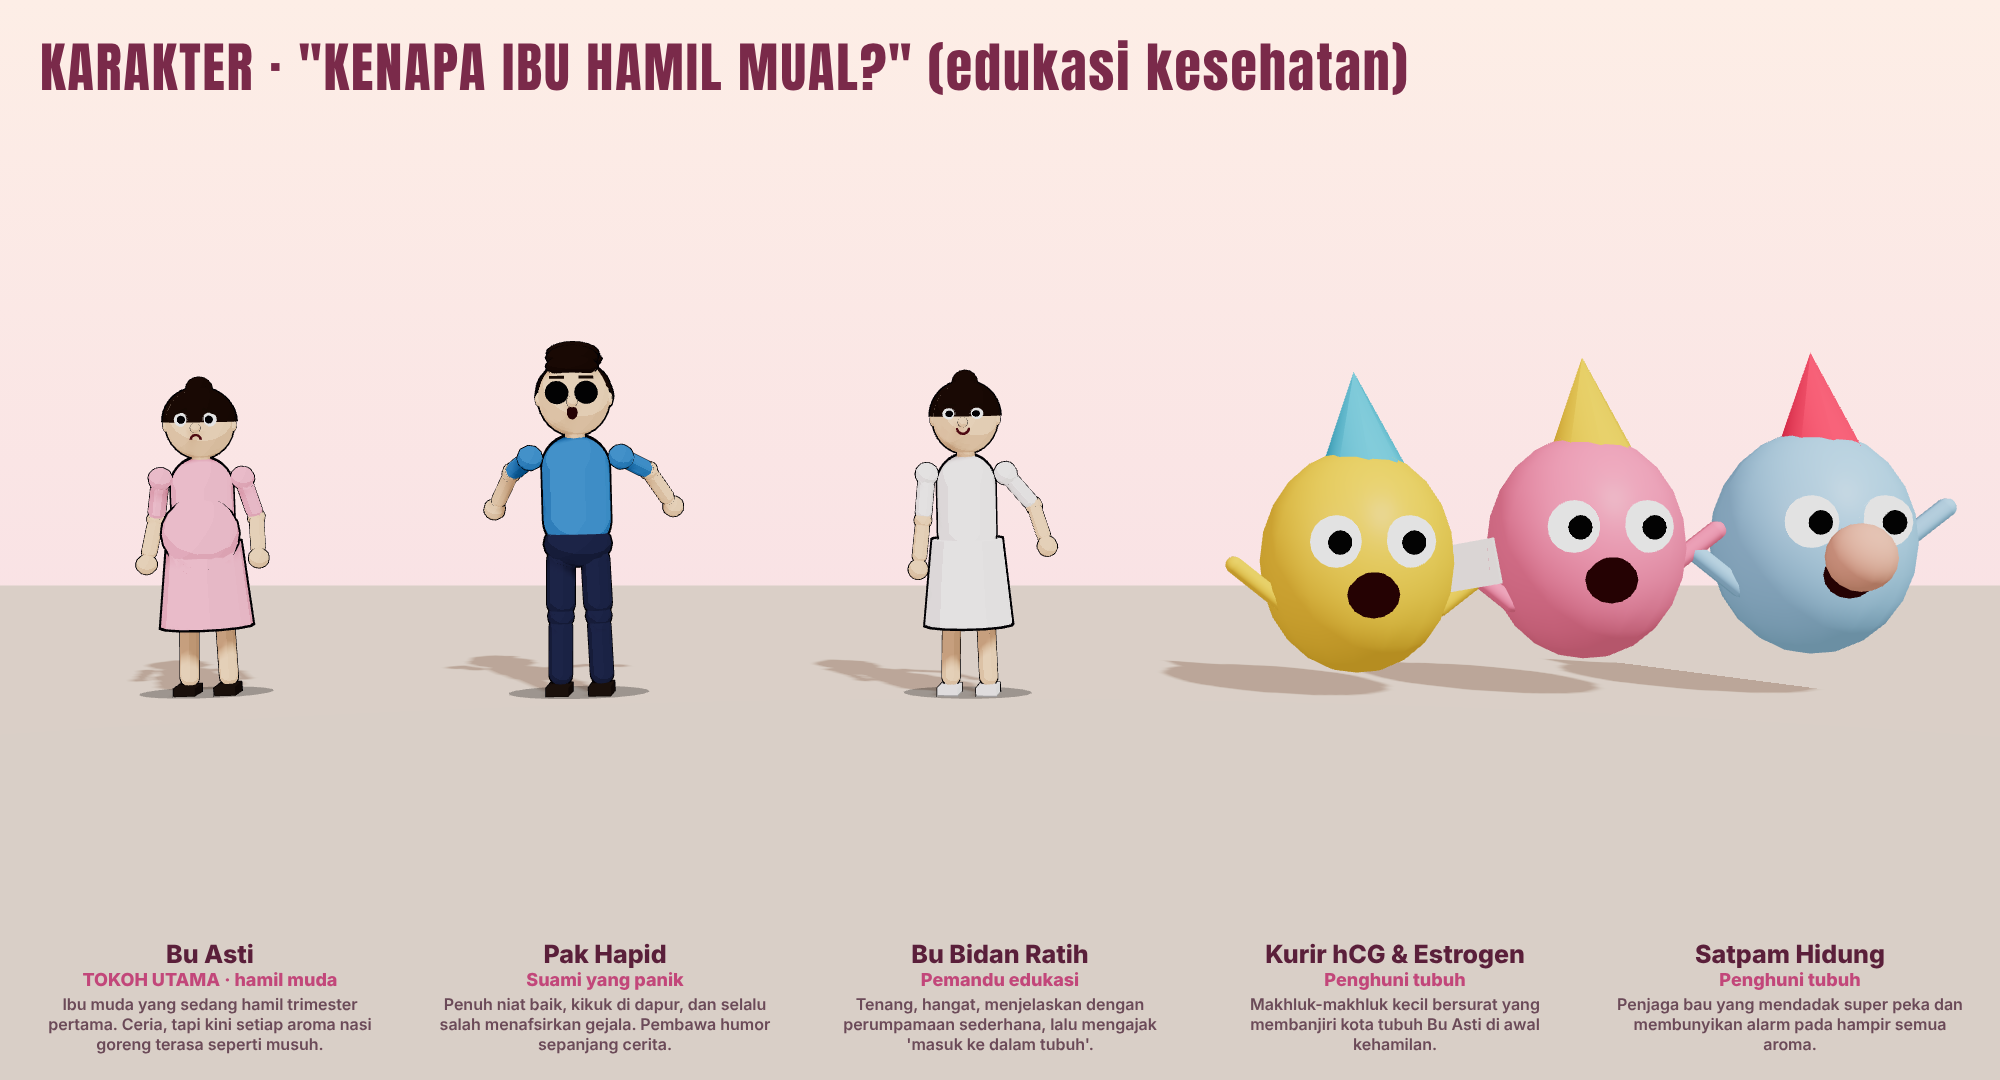 KARAKTER · "KENAPA IBU HAMIL MUAL?" (edukasi kesehatan)
Bu Asti
TOKOH UTAMA · hamil muda
Ibu muda yang sedang hamil trimester
pertama. Ceria, tapi kini setiap aroma nasi
goreng terasa seperti musuh.
Pak Hapid
Suami yang panik
Penuh niat baik, kikuk di dapur, dan selalu
salah menafsirkan gejala. Pembawa humor
sepanjang cerita.
Bu Bidan Ratih
Pemandu edukasi
Tenang, hangat, menjelaskan dengan
perumpamaan sederhana, lalu mengajak
'masuk ke dalam tubuh'.
Kurir hCG & Estrogen
Penghuni tubuh
Makhluk-makhluk kecil bersurat yang
membanjiri kota tubuh Bu Asti di awal
kehamilan.
Satpam Hidung
Penghuni tubuh
Penjaga bau yang mendadak super peka dan
membunyikan alarm pada hampir semua
aroma.